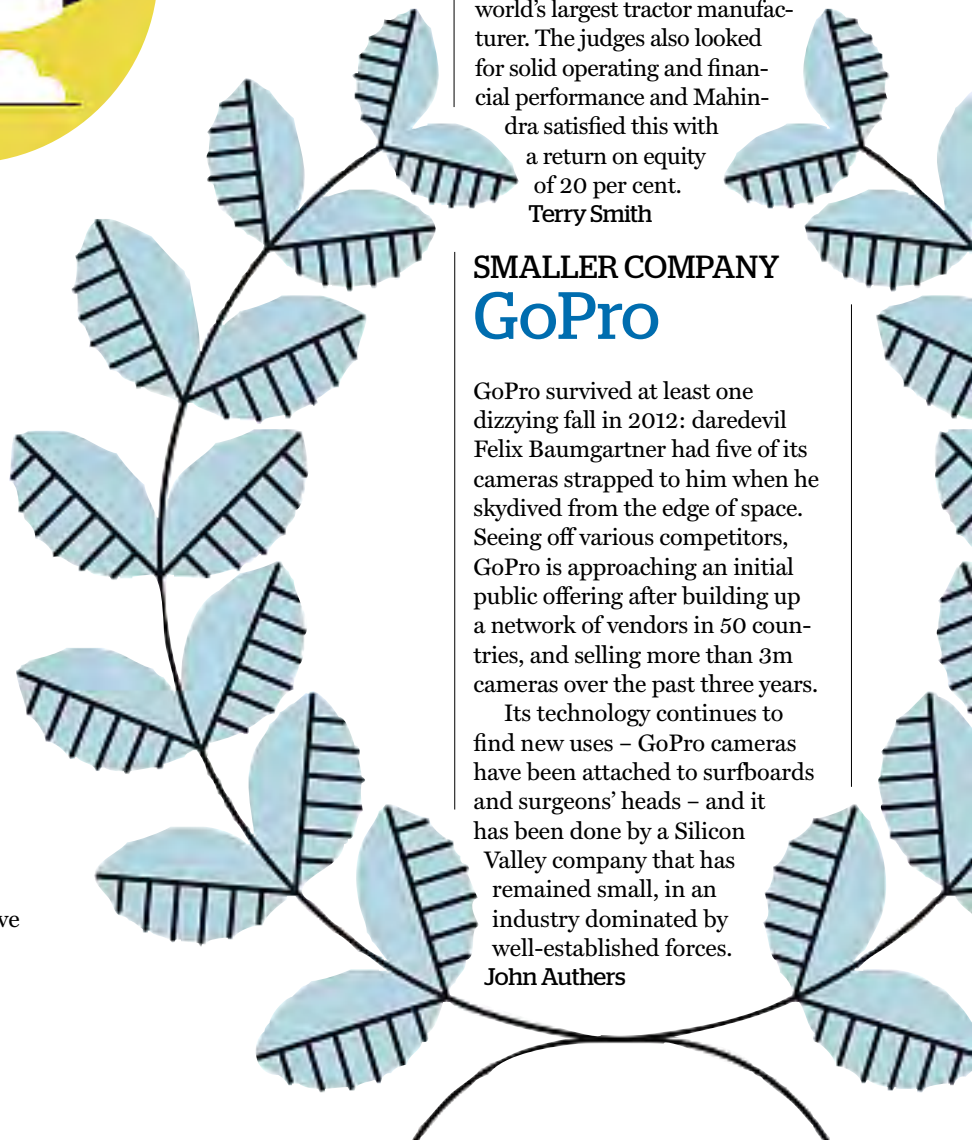 world’s largest tractor manufac-
turer. The judges also looked
for solid operating and finan-
cial performance and Mahin-
dra satisfied this with
a return on equity
of 20 per cent.
Terry Smith
SMALLER COMPANY
GoPro
GoPro survived at least one
dizzying fall in 2012: daredevil
Felix Baumgartner had five of its
cameras strapped to him when he
skydived from the edge of space.
Seeing off various competitors,
GoPro is approaching an initial
public offering after building up
a network of vendors in 50 coun-
tries, and selling more than 3m
cameras over the past three years.
Its technology continues to
find new uses – GoPro cameras
have been attached to surfboards
and surgeons’ heads – and it
has been done by a Silicon
Valley company that has
remained small, in an
industry dominated by
well-established forces.
John Authers